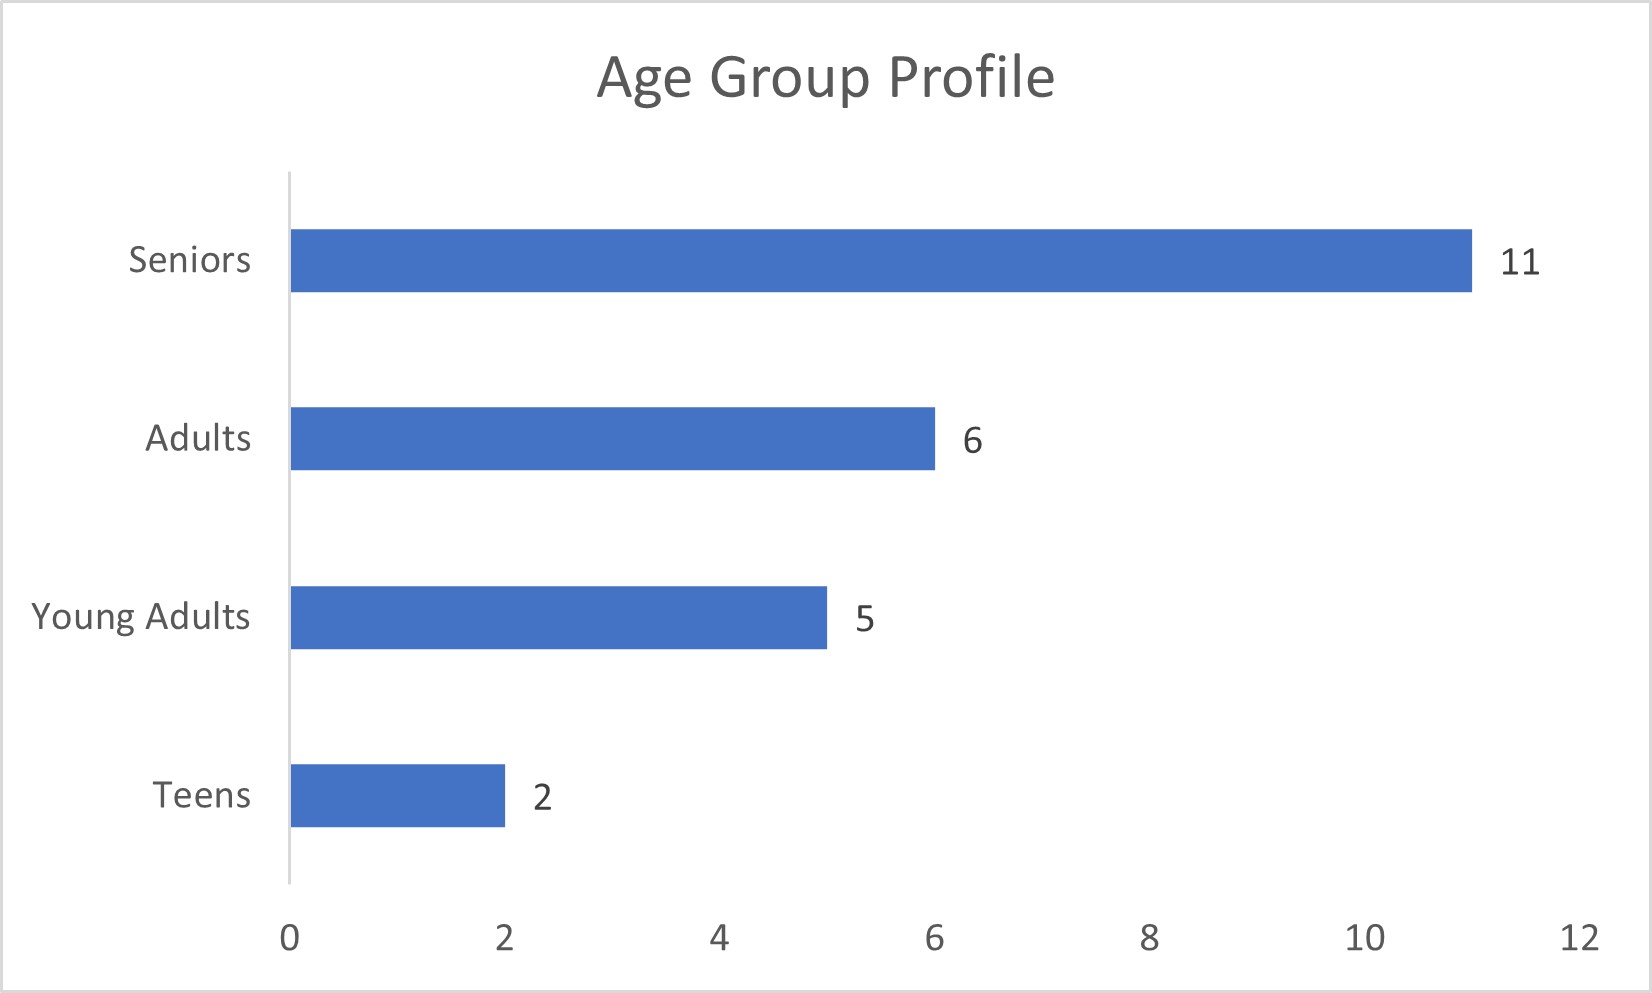 Age Group Profile
Seniors 11
Adults 6
Young Adults 5
Teens 2
0 2 4 6 8 10 12